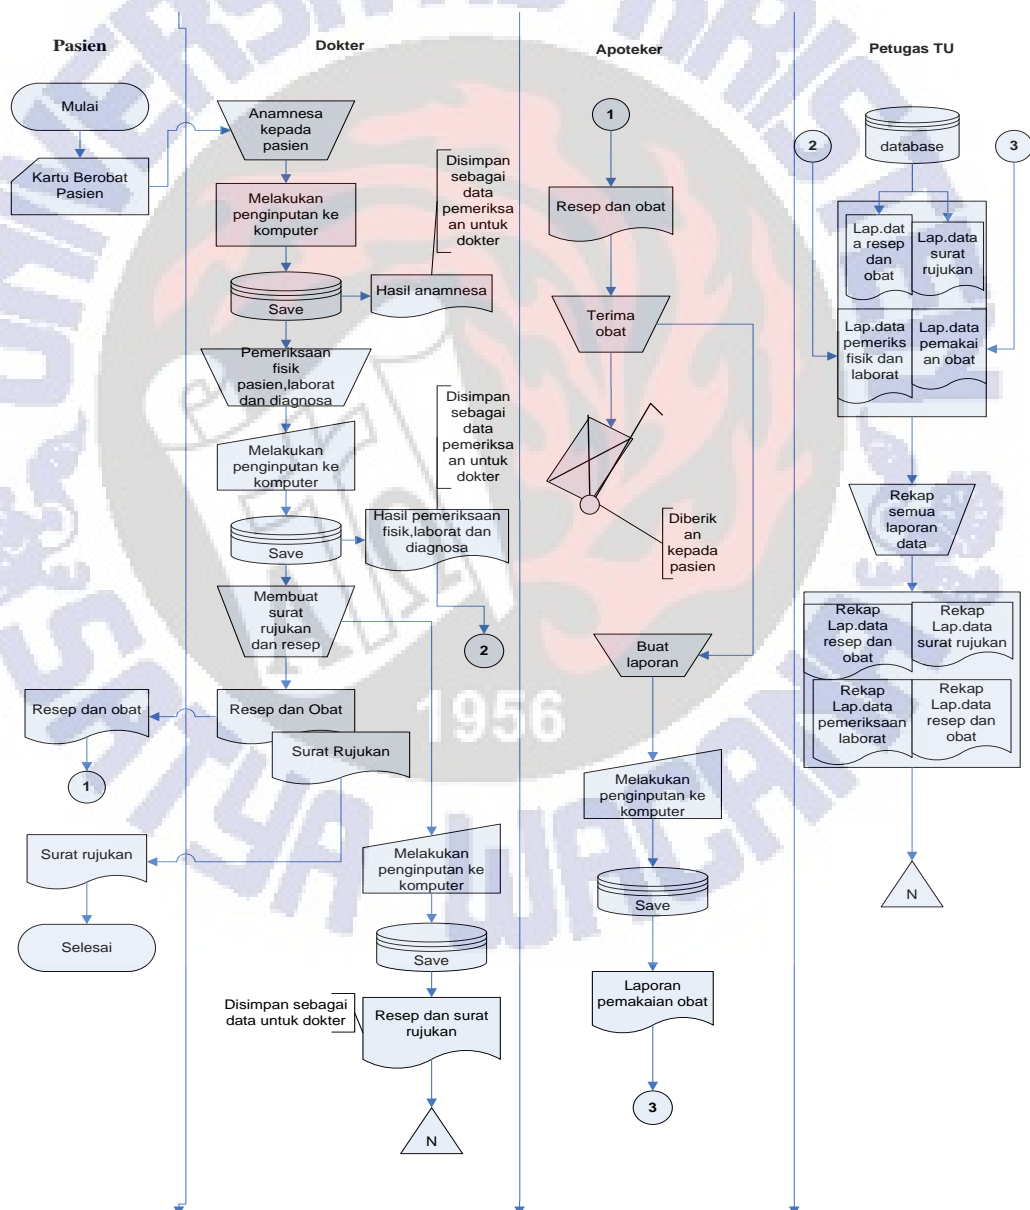 Pasien
Dokter
Apoteker
Petugas TU
Mulai
Kartu Berobat
Pasien
Resep dan obat
1
Surat rujukan
Selesai
Anamnesa
kepada
pasien
Melakukan
penginputan ke
komputer
Save
Hasil anamnesa
Disimpan
sebagai
data
pemeriksa
an untuk
dokter
Pemeriksaan
fisik
pasien,laborat
dan diagnosa
Melakukan
penginputan ke
komputer
Save
Hasil pemeriksaan
fisik,laborat dan
diagnosa
Disimpan
sebagai
data
pemeriksa
an untuk
dokter
2
Membuat
surat
rujukan
dan resep
Resep dan Obat
Surat Rujukan
Melakukan
penginputan ke
komputer
Save
Resep dan surat
rujukan
Disimpan sebagai
data untuk dokter
N
1
Resep dan obat
Terima
obat
Diberik
an
kepada
pasien
Buat
laporan
Melakukan
penginputan ke
komputer
Save
Laporan
pemakaian obat
3
2
database
3
Lap.dat
a resep
dan
obat
Lap.data
surat
rujukan
Lap.data
pemeriks
fisik dan
laborat
Lap.data
pemakai
an obat
Rekap
semua
laporan
data
Rekap
Lap.data
resep dan
obat
Rekap
Lap.data
surat rujukan
Rekap
Lap.data
pemeriksaan
laborat
Rekap
Lap.data
resep dan
obat
N
UNIVERSITAS KRISTEN
SATYA WACANA
1956